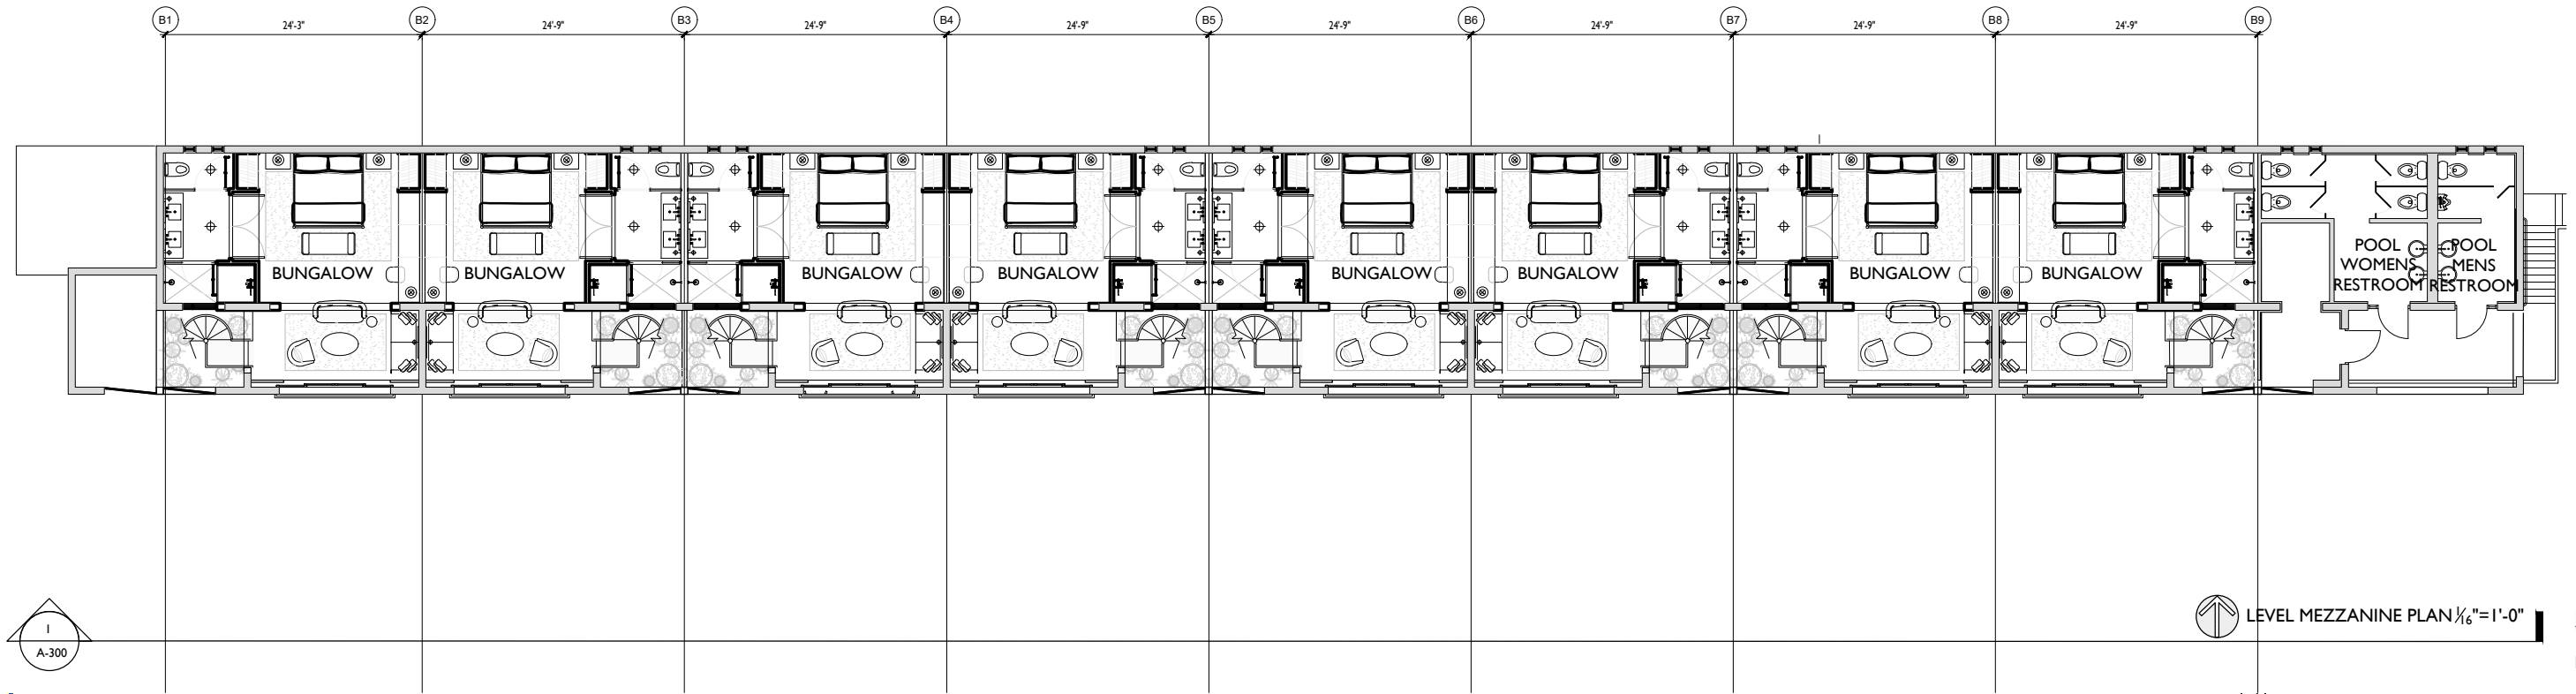 B1 24'-3" B2 24'-9" B3 24'-9" B4 24'-9" B5 24'-9" B6 24'-9" B7 24'-9" B8 24'-9" B9
BUNGALOW BUNGALOW BUNGALOW BUNGALOW BUNGALOW BUNGALOW BUNGALOW BUNGALOW
POOL
WOMENS
RESTROOM
POOL
MENS
RESTROOM
1
A-300
LEVEL MEZZANINE PLAN 1/16"=1'-0"